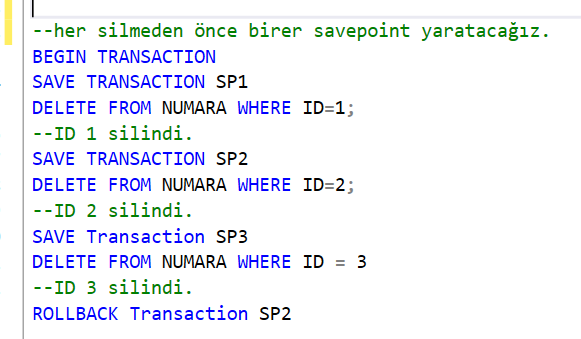 --her silmeden önce birer savepoint yaratacağız.
BEGIN TRANSACTION
SAVE TRANSACTION SP1
DELETE FROM NUMARA WHERE ID=1;
--ID 1 silindi.
SAVE TRANSACTION SP2
DELETE FROM NUMARA WHERE ID=2;
--ID 2 silindi.
SAVE Transaction SP3
DELETE FROM NUMARA WHERE ID = 3
--ID 3 silindi.
ROLLBACK Transaction SP2